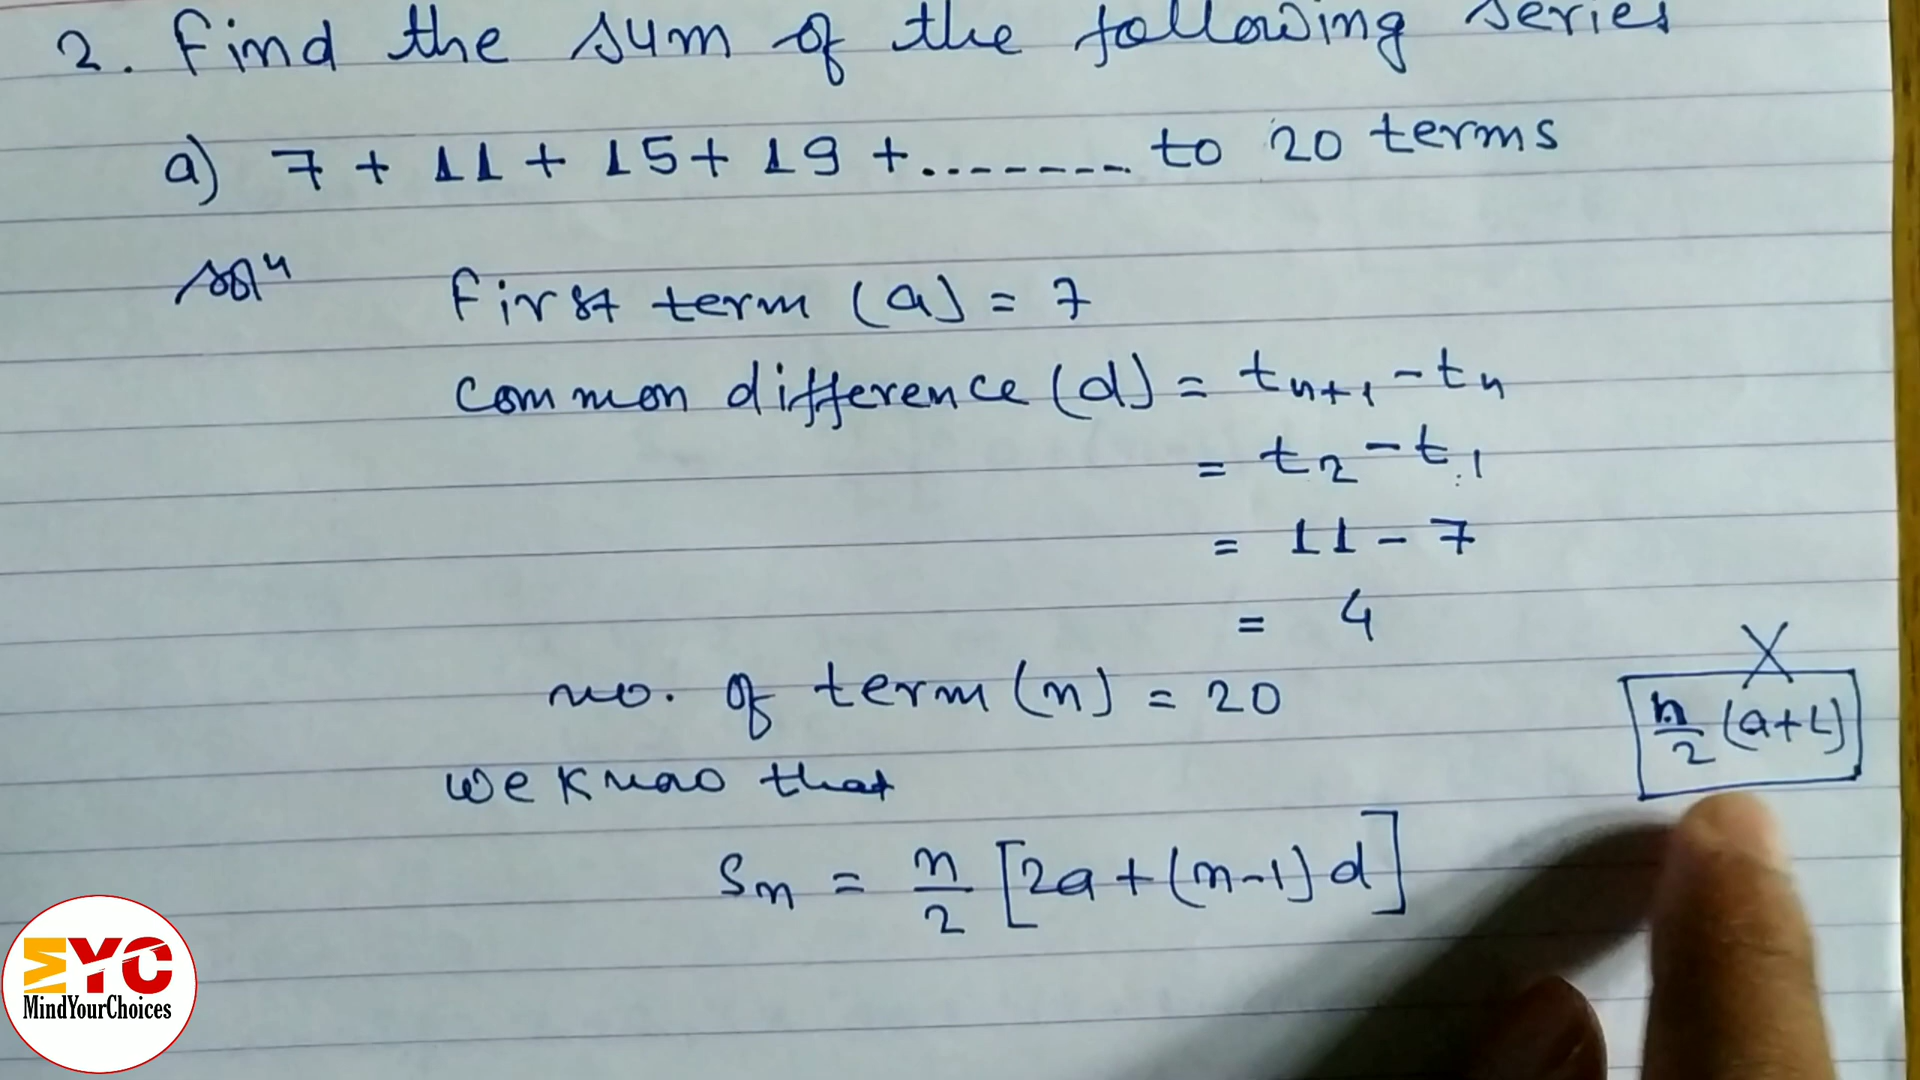 2. Find the sum of the following series
a) 7 + 11 + 15 + 19 + ....... to 20 terms
solⁿ First term (a) = 7
common difference (d) = tn+1 - tn
= t2 - t1
= 11 - 7
= 4
no. of term (n) = 20
X
n/2 (a+L)
we know that
Sn = n/2 [2a + (n-1) d]
MYC
MindYourChoices